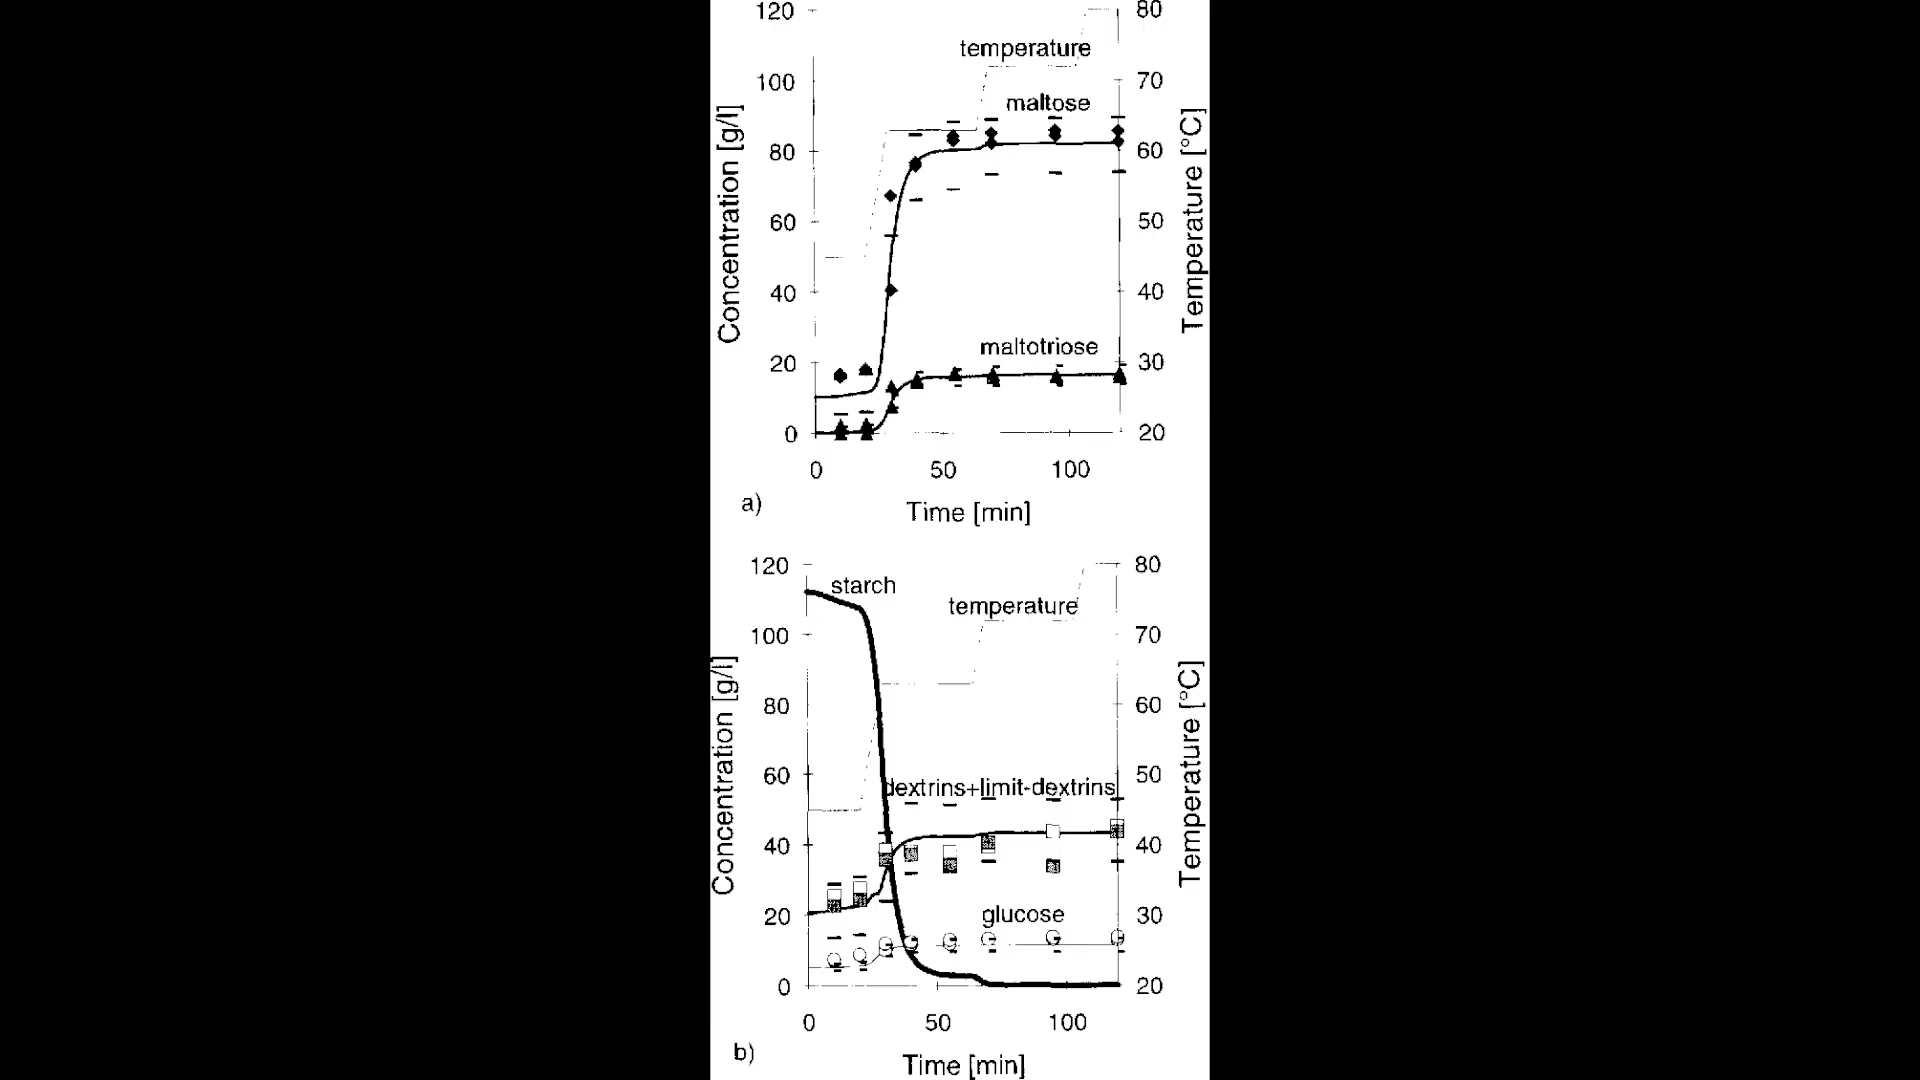 120
80
temperature
100
70
maltose
Concentration [g/l]
Temperature [°C]
80
60
60
50
40
40
maltotriose
20
30
0
20
0 50 100
a)
Time [min]
120
80
starch
temperature
100
70
Concentration [g/l]
Temperature [°C]
80
60
60
50
dextrins+limit-dextrins
40
40
glucose
20
30
0
20
0 50 100
b)
Time [min]